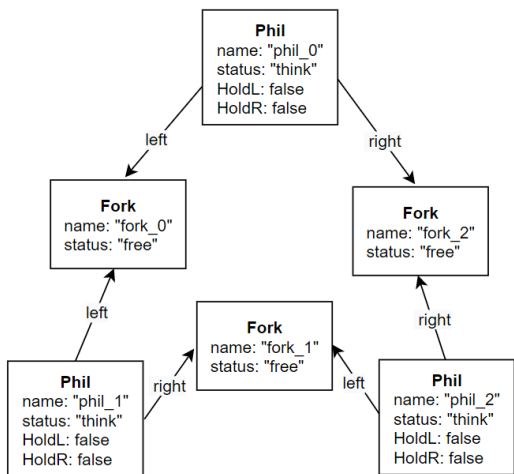 Phil
name: "phil_0"
status: "think"
HoldL: false
HoldR: false
left
right
Fork
name: "fork_0"
status: "free"
Fork
name: "fork_2"
status: "free"
left
right
Fork
name: "fork_1"
status: "free"
right
left
Phil
name: "phil_1"
status: "think"
HoldL: false
HoldR: false
Phil
name: "phil_2"
status: "think"
HoldL: false
HoldR: false